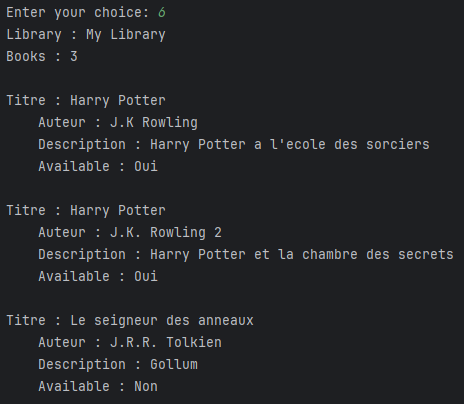 Enter your choice: 6
Library : My Library
Books : 3
Titre : Harry Potter
Auteur : J.K Rowling
Description : Harry Potter a l'ecole des sorciers
Available : Oui
Titre : Harry Potter
Auteur : J.K. Rowling 2
Description : Harry Potter et la chambre des secrets
Available : Oui
Titre : Le seigneur des anneaux
Auteur : J.R.R. Tolkien
Description : Gollum
Available : Non